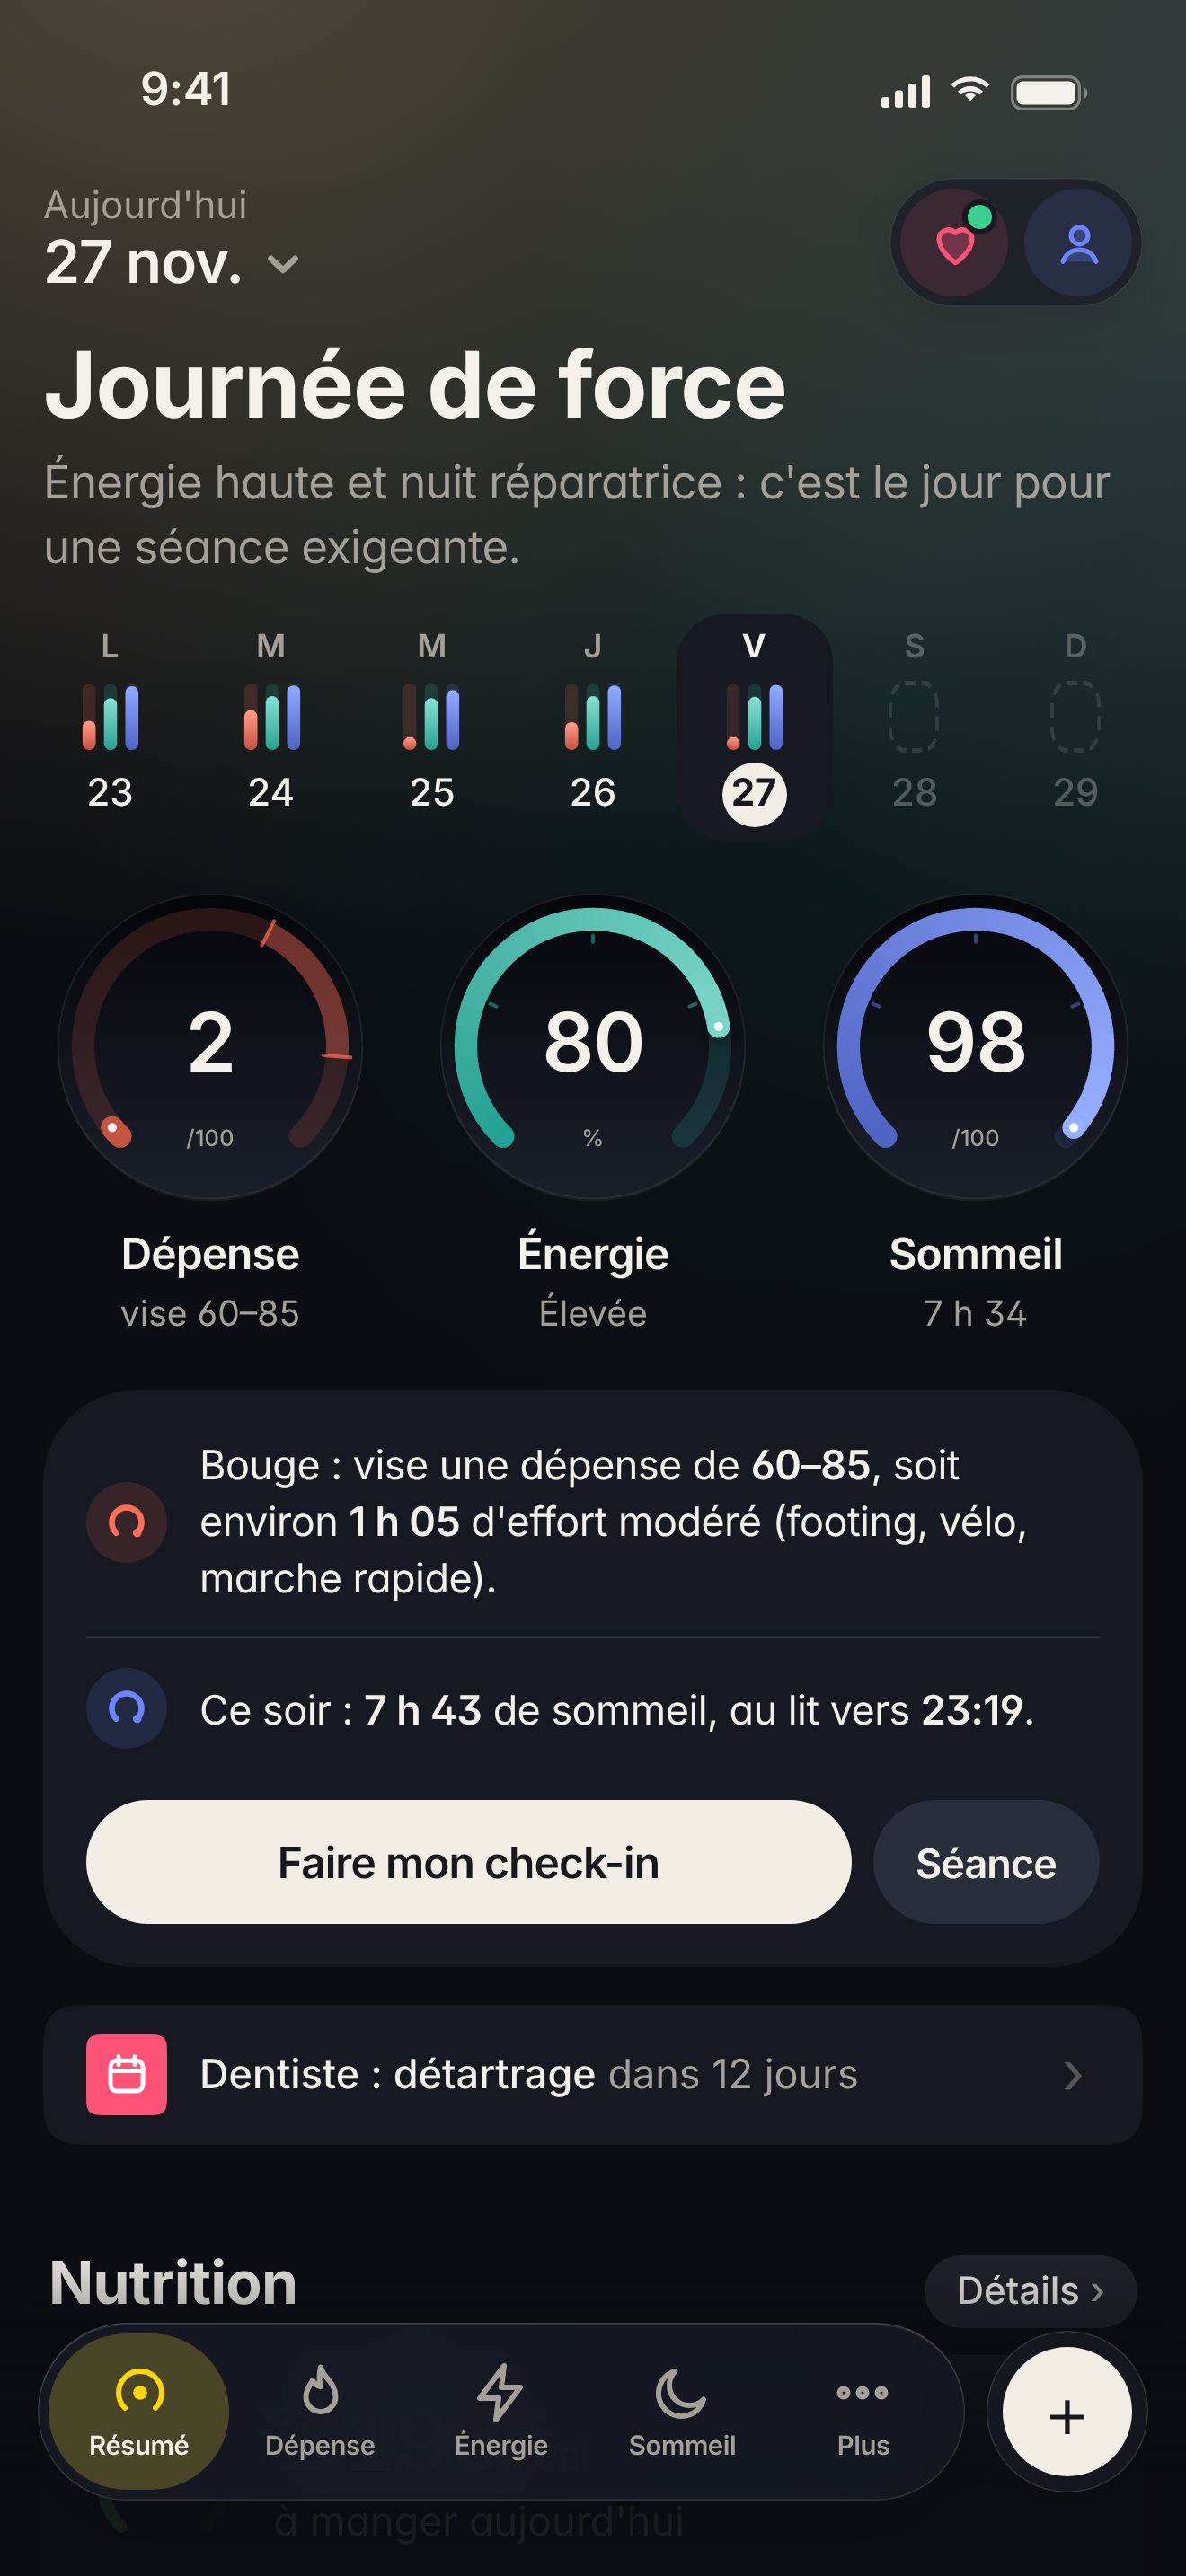 9:41
Aujourd'hui
27 nov.
Journée de force
Énergie haute et nuit réparatrice : c'est le jour pour
une séance exigeante.
L M M J V S D
23 24 25 26 27 28 29
2 80 98
/100 % /100
Dépense Énergie Sommeil
vise 60–85 Élevée 7 h 34
Bouge : vise une dépense de 60–85, soit
environ 1 h 05 d'effort modéré (footing, vélo,
marche rapide).
Ce soir : 7 h 43 de sommeil, au lit vers 23:19.
Faire mon check-in Séance
Dentiste : détartrage dans 12 jours
Nutrition Détails ›
Résumé Dépense Énergie Sommeil Plus
à manger aujourd'hui